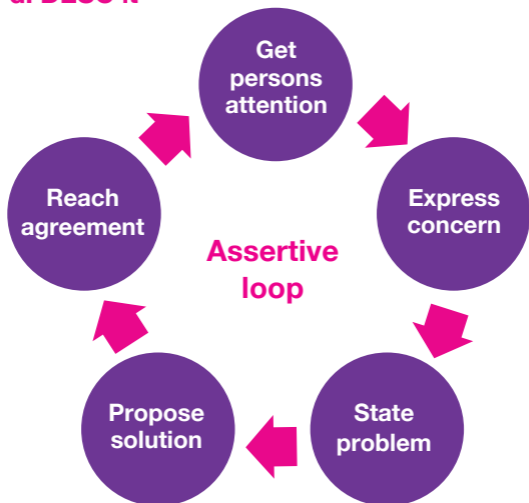 Get
persons
attention
Express
concern
State
problem
Propose
solution
Reach
agreement
Assertive
loop